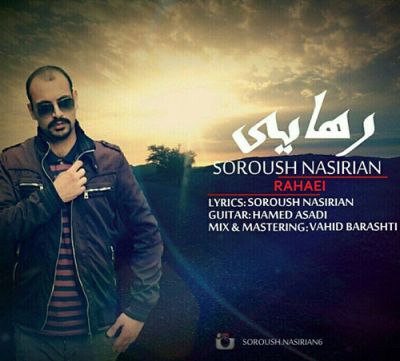 رهایی
SOROUSH NASIRIAN
RAHAEI
LYRICS: SOROUSH NASIRIAN
GUITAR: HAMED ASADI
MIX & MASTERING: VAHID BARASHTI
SOROUSH.NASIRIAN6